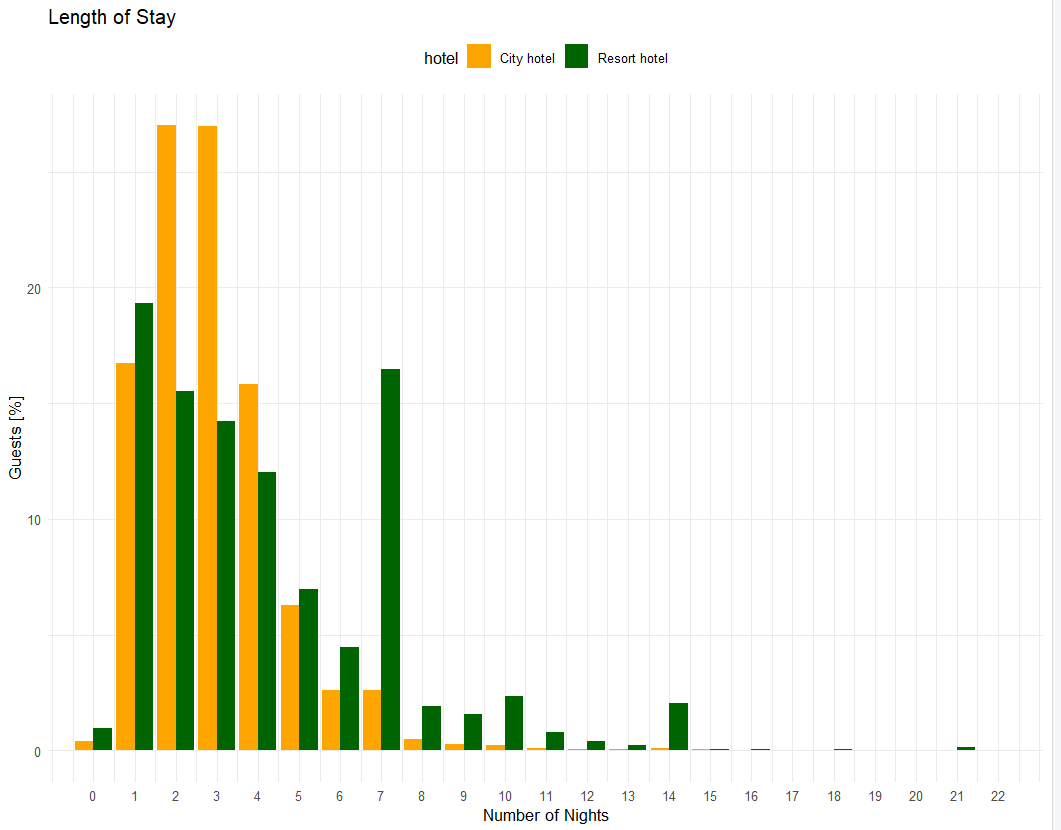 Length of Stay
hotel City hotel Resort hotel
20
10
0
Guests [%]
0 1 2 3 4 5 6 7 8 9 10 11 12 13 14 15 16 17 18 19 20 21 22
Number of Nights